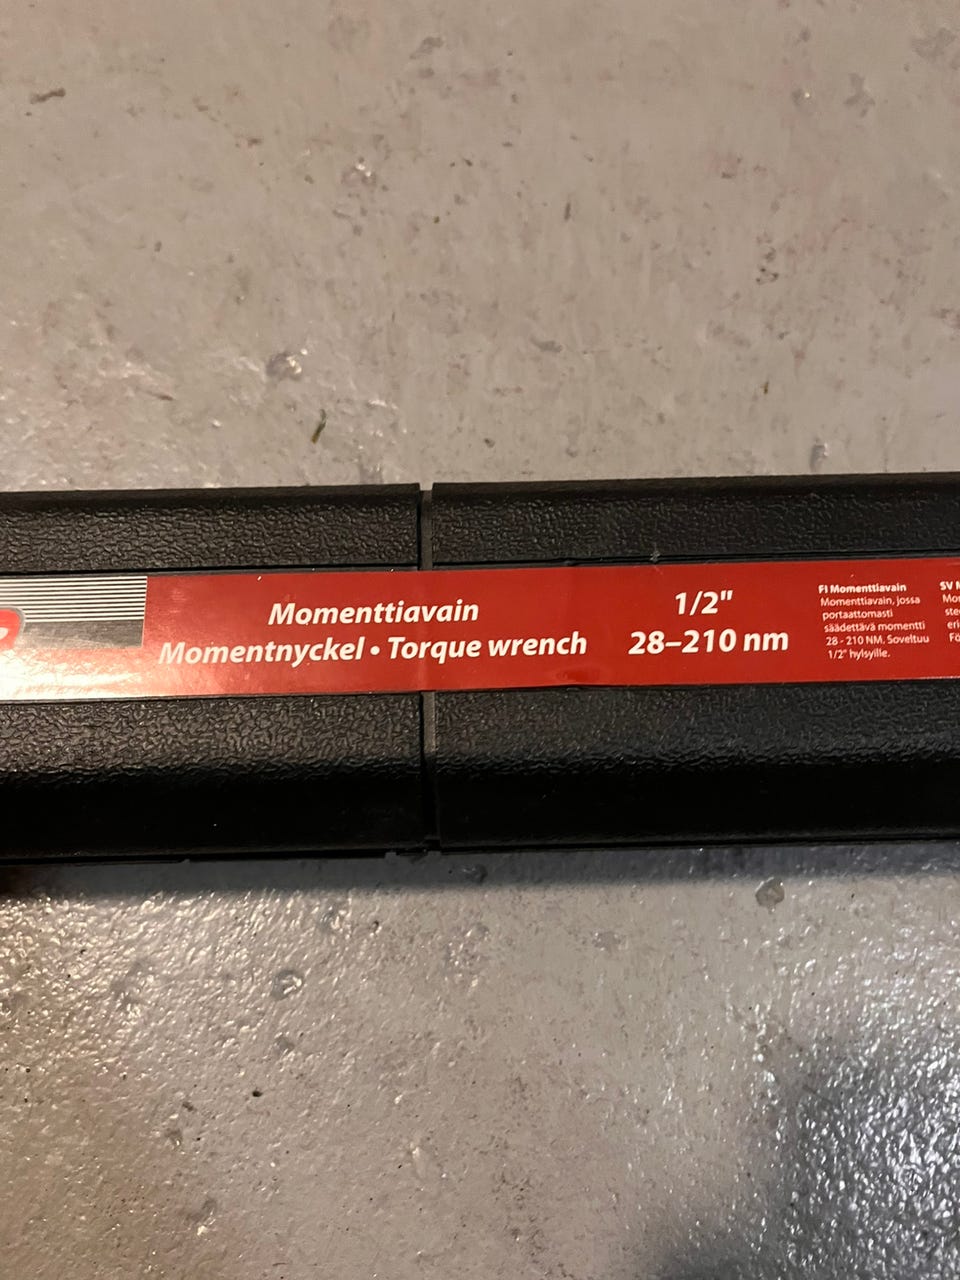 Momenttiavain
Momentnyckel • Torque wrench
1/2"
28–210 nm
FI Momenttiavain
Momenttiavain, jossa
portaattomasti
säädettävä momentti
28 - 210 NM. Soveltuu
1/2" hylsyille.
SV